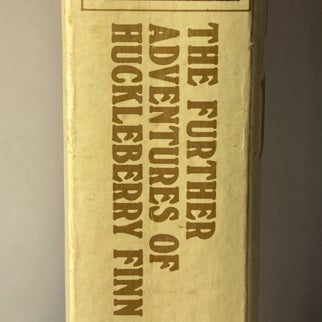 THE FURTHER
ADVENTURES OF
HUCKLEBERRY FINN